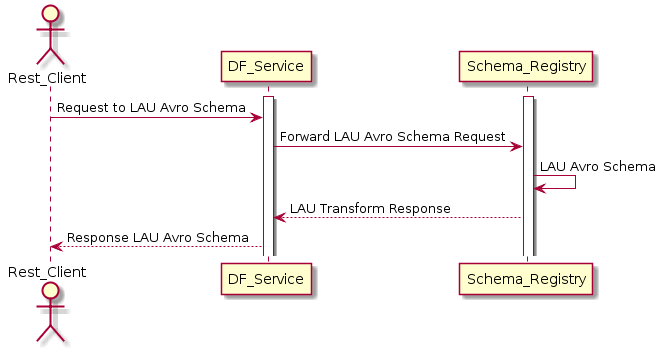 Rest_Client
DF_Service
Schema_Registry
Request to LAU Avro Schema
Forward LAU Avro Schema Request
LAU Avro Schema
LAU Transform Response
Response LAU Avro Schema
Rest_Client
DF_Service
Schema_Registry